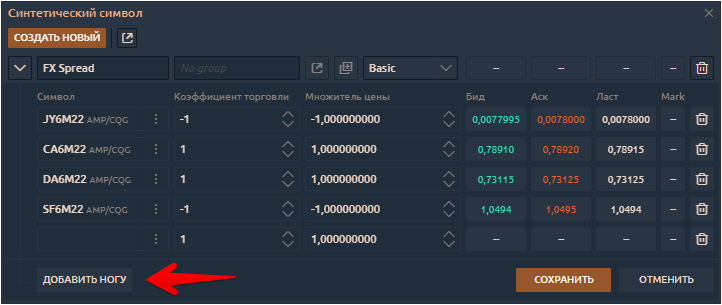 Синтетический символ
СОЗДАТЬ НОВЫЙ
FX Spread No group Basic -- -- -- --
Символ Коэффициент торговли Множитель цены Бид Аск Ласт Mark
JY6M22 AMP/CQG -1 -1,000000000 0,0077995 0,0078000 0,0078000 --
CA6M22 AMP/CQG 1 1,000000000 0,78910 0,78920 0,78915 --
DA6M22 AMP/CQG 1 1,000000000 0,73115 0,73125 0,73125 --
SF6M22 AMP/CQG -1 -1,000000000 1,0494 1,0495 1,0494 --
1 1,000000000 -- -- -- --
ДОБАВИТЬ НОГУ СОХРАНИТЬ ОТМЕНИТЬ